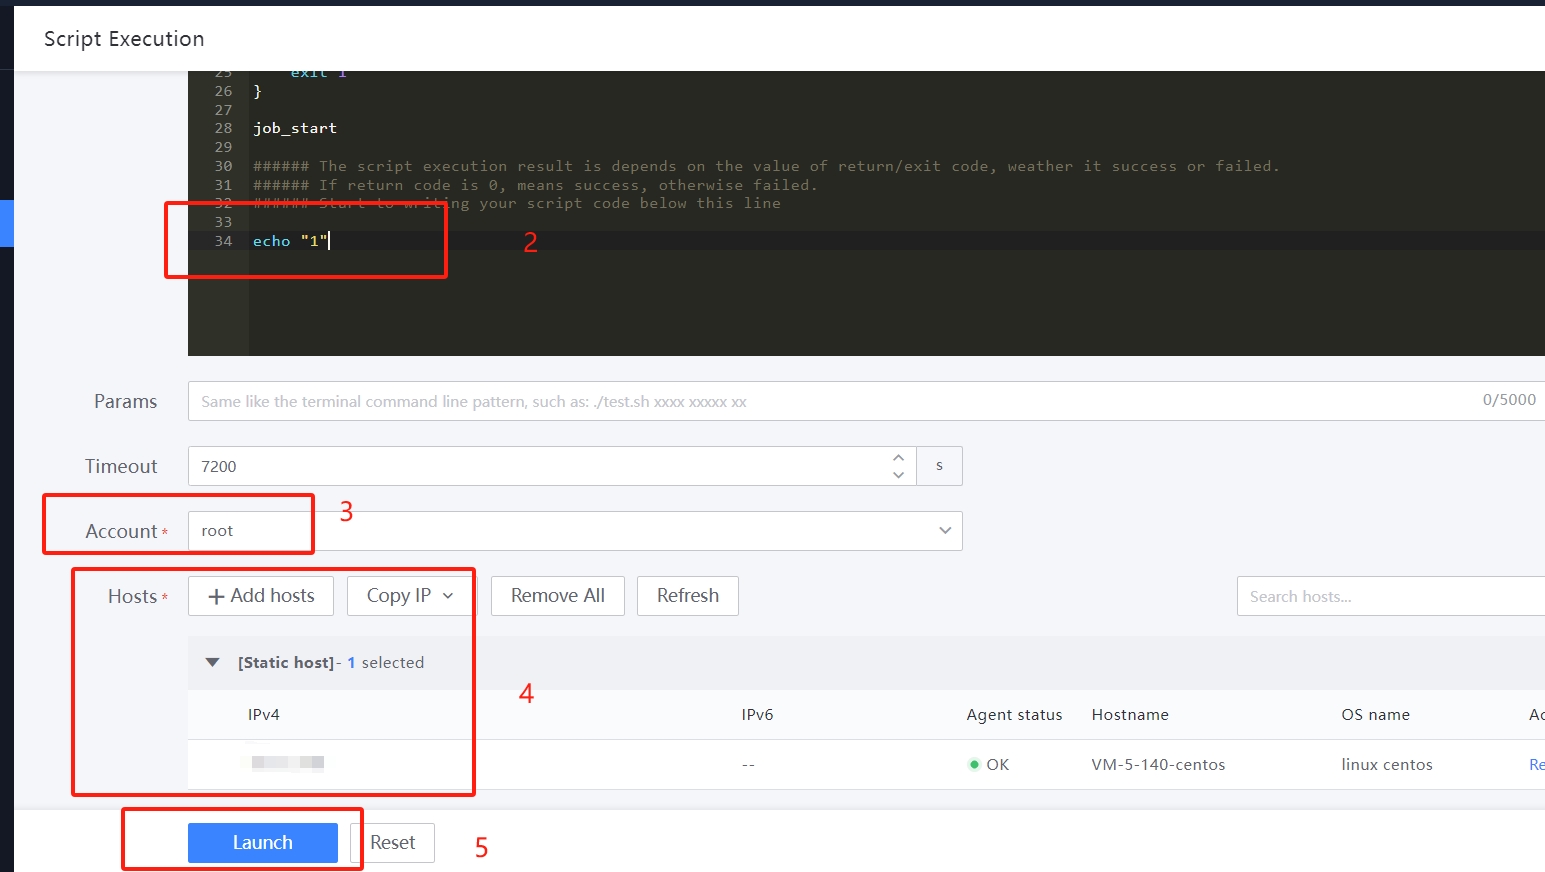 Script Execution
25 exit 1
26 }
27
28 job_start
29
30 ###### The script execution result is depends on the value of return/exit code, weather it success or failed.
31 ###### If return code is 0, means success, otherwise failed.
32 ###### Start to writing your script code below this line
33
34 echo "1"
2
Params Same like the terminal command line pattern, such as: ./test.sh xxxx xxxxx xx 0/5000
Timeout 7200 s
3
Account * root
Hosts * + Add hosts Copy IP Remove All Refresh Search hosts...
[Static host]- 1 selected
4
IPv4 IPv6 Agent status Hostname OS name Ac
-- OK VM-5-140-centos linux centos Re
Launch Reset 5